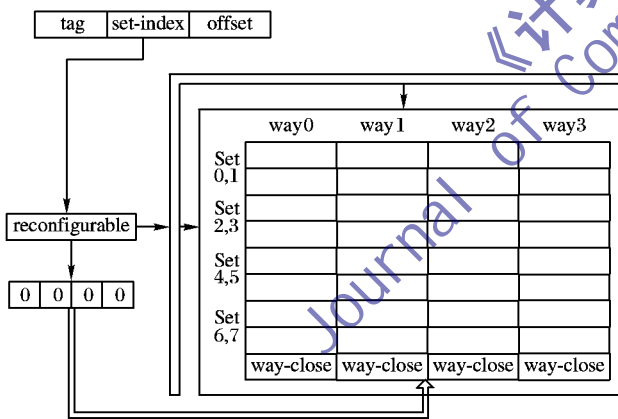 tag set-index offset
way0 way1 way2 way3
Set
0,1
Set
2,3
reconfigurable
Set
4,5
0 0 0 0
Set
6,7
way-close way-close way-close way-close
Journal of Com
《计